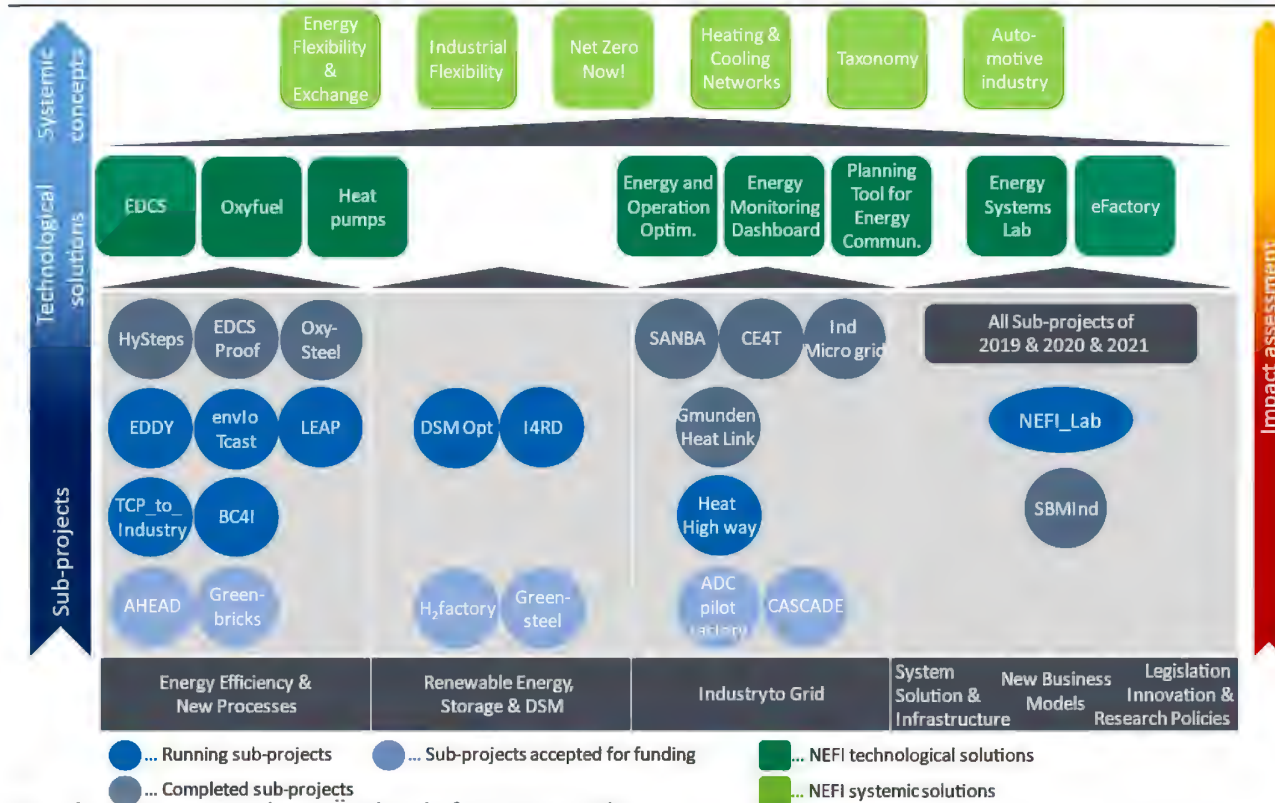 Energy
Flexibility
&
Exchange
Industrial
Flexibility
Net Zero
Now!
Heating &
Cooling
Networks
Taxonomy
Auto-
motive
industry
Systemic
concepts
Technological
solutions
Sub-projects
Impact assessment
EDCS
Oxyfuel
Heat
pumps
Energy and
Operation
Optim.
Energy
Monitoring
Dashboard
Planning
Tool for
Energy
Commun.
Energy
Systems
Lab
eFactory
HySteps
EDCS
Proof
Oxy-
Steel
SANBA
CE4T
Ind
Micro grid
All Sub-projects of
2019 & 2020 & 2021
EDDY
envIo
Tcast
LEAP
DSM Opt
I4RD
Gmunden
Heat Link
NEFI_Lab
TCP_to_
Industry
BC4I
Heat
High way
SBMInd
AHEAD
Green-
bricks
H₂factory
Green-
steel
ADC
pilot
factory
CASCADE
Energy Efficiency &
New Processes
Renewable Energy,
Storage & DSM
Industryto Grid
System
Solution &
Infrastructure
New Business
Models
Legislation
Innovation &
Research Policies
... Running sub-projects
... Sub-projects accepted for funding
... NEFI technological solutions
... Completed sub-projects
... NEFI systemic solutions